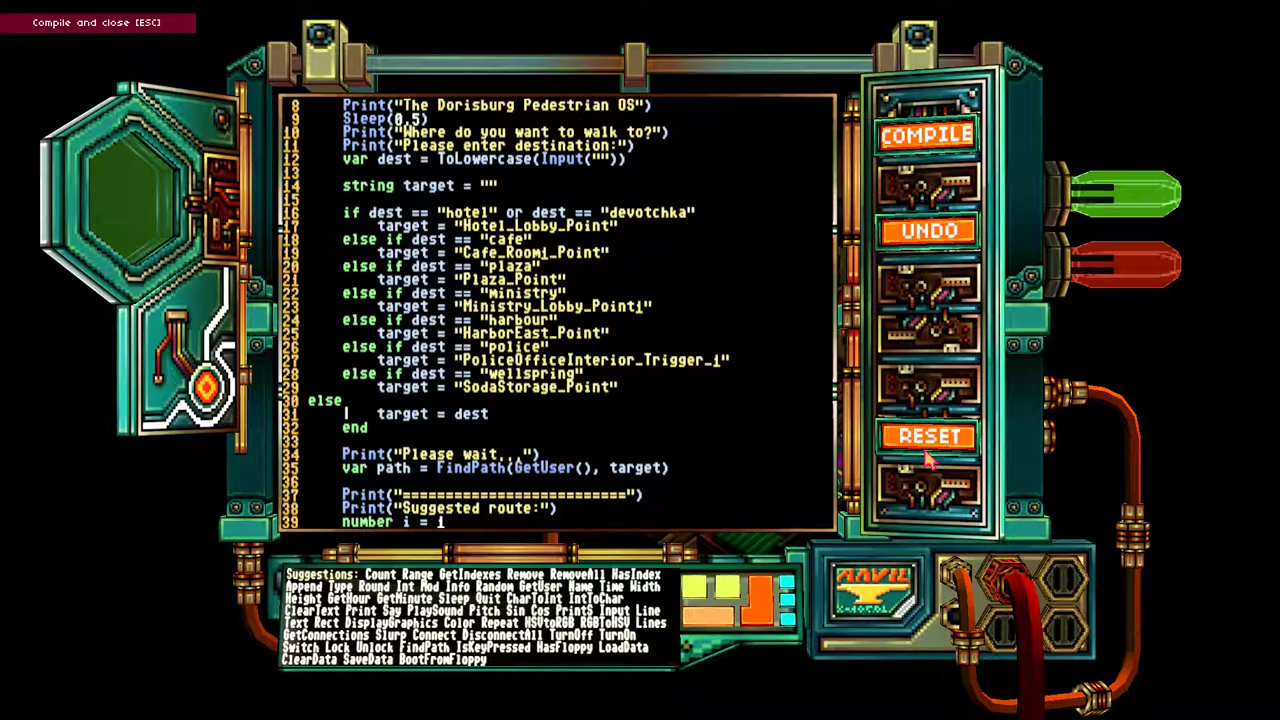 Compile and close [ESC]
8 Print("The Dorisburg Pedestrian OS")
9 Sleep(0,5)
10 Print("Where do you want to walk to?")
11 Print("Please enter destination:")
12 var dest = ToLowercase(Input(""))
13
14 string target = ""
15
16 if dest == "hotel" or dest == "devotchka"
17 target = "Hotel_Lobby_Point"
18 else if dest == "cafe"
19 target = "Cafe_Room1_Point"
20 else if dest == "plaza"
21 target = "Plaza_Point"
22 else if dest == "ministry"
23 target = "Ministry_Lobby_Point1"
24 else if dest == "harbour"
25 target = "HarborEast_Point"
26 else if dest == "police"
27 target = "PoliceOfficeInterior_Trigger_1"
28 else if dest == "wellspring"
29 target = "SodaStorage_Point"
30 else
31 target = dest
32 end
33
34 Print("Please wait...")
35 var path = FindPath(GetUser(), target)
36
37 Print("==========================")
38 Print("Suggested route:")
39 number i = 1
COMPILE
UNDO
RESET
Suggestions: Count Range GetIndexes Remove RemoveAll HasIndex
Append Type Round Int Mod Info Random GetUser Name Time Width
Height GetHour GetMinute Sleep Quit CharToInt IntToChar
ClearText Print Say PlaySound Pitch Sin Cos PrintS Input Line
Text Rect DisplayGraphics Color Repeat HSVtoRGB RGBToHSV Lines
GetConnections Slurp Connect DisconnectAll TurnOff TurnOn
Switch Lock Unlock FindPath IsKeyPressed HasFloppy LoadData
ClearData SaveData BootFromFloppy
ANVIL